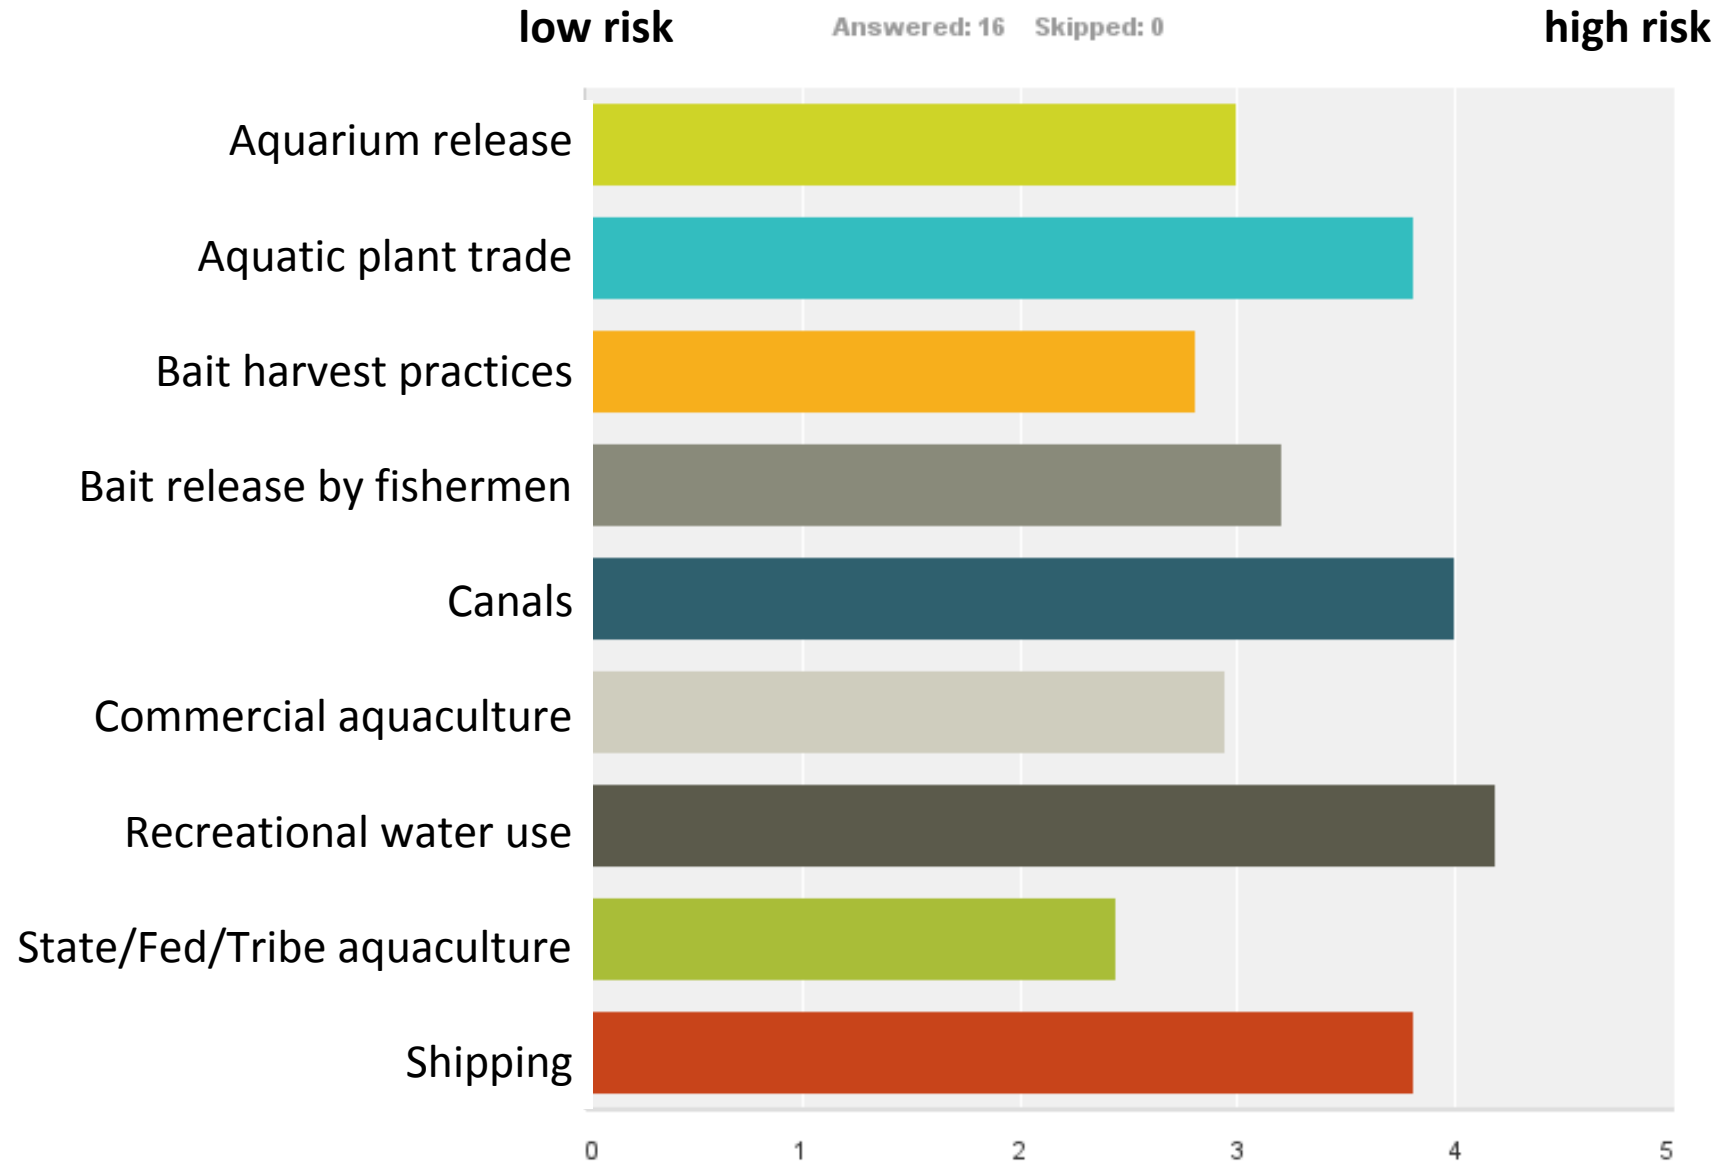 low risk Answered: 16 Skipped: 0 high risk
Aquarium release
Aquatic plant trade
Bait harvest practices
Bait release by fishermen
Canals
Commercial aquaculture
Recreational water use
State/Fed/Tribe aquaculture
Shipping
0 1 2 3 4 5